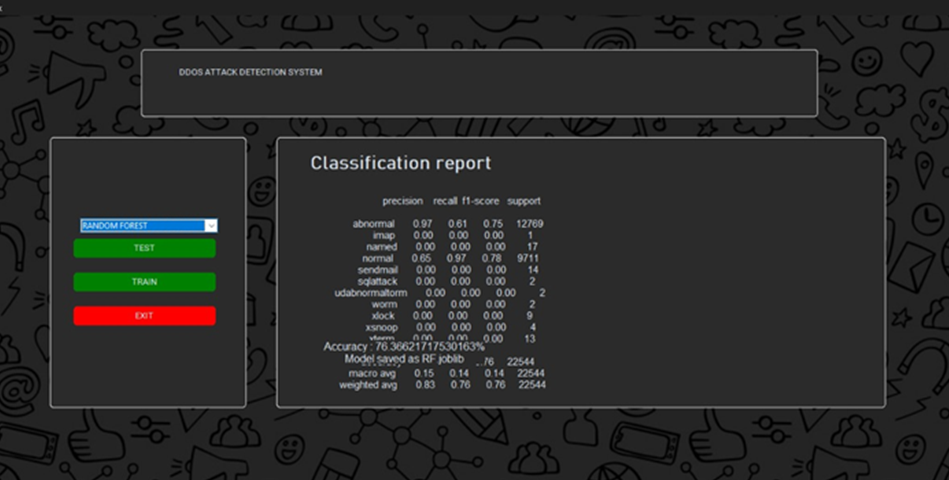 DDOS ATTACK DETECTION SYSTEM
RANDOM FOREST
TEST
TRAIN
EXIT
Classification report
precision recall f1-score support
abnormal 0.97 0.61 0.75 12769
imap 0.00 0.00 0.00 1
named 0.00 0.00 0.00 17
normal 0.65 0.97 0.78 9711
sendmail 0.00 0.00 0.00 14
sqlattack 0.00 0.00 0.00 2
udabnormaltorm 0.00 0.00 0.00 2
worm 0.00 0.00 0.00 2
xlock 0.00 0.00 0.00 9
xsnoop 0.00 0.00 0.00 4
xterm 0.00 0.00 0.00 13
Accuracy : 76.36621717530163%
Model saved as RF joblib .76 22544
macro avg 0.15 0.14 0.14 22544
weighted avg 0.83 0.76 0.76 22544